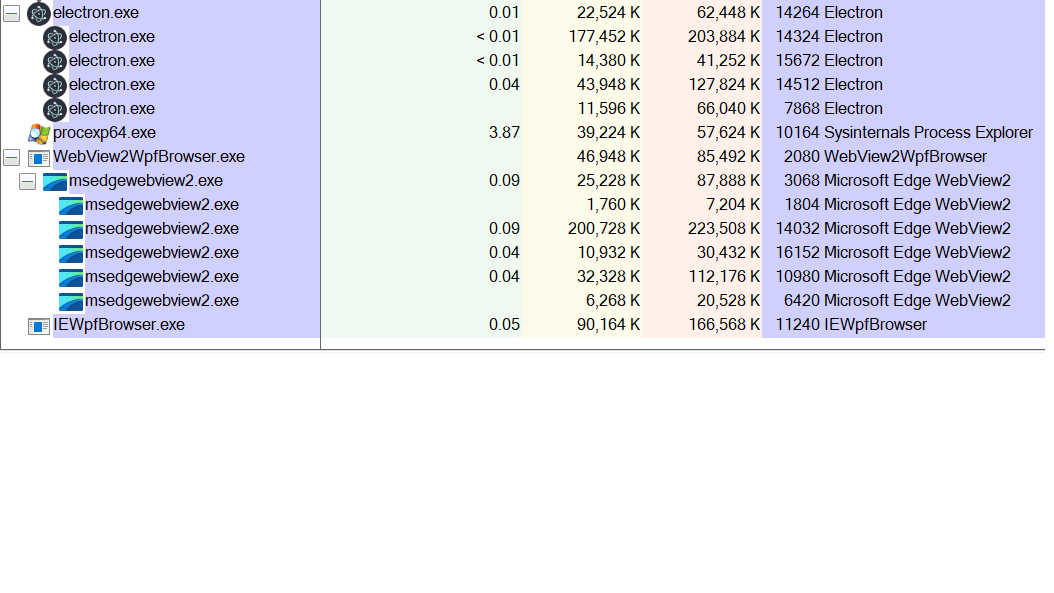 electron.exe 0.01 22,524 K 62,448 K 14264 Electron
electron.exe < 0.01 177,452 K 203,884 K 14324 Electron
electron.exe < 0.01 14,380 K 41,252 K 15672 Electron
electron.exe 0.04 43,948 K 127,824 K 14512 Electron
electron.exe 11,596 K 66,040 K 7868 Electron
procexp64.exe 3.87 39,224 K 57,624 K 10164 Sysinternals Process Explorer
WebView2WpfBrowser.exe 46,948 K 85,492 K 2080 WebView2WpfBrowser
msedgewebview2.exe 0.09 25,228 K 87,888 K 3068 Microsoft Edge WebView2
msedgewebview2.exe 1,760 K 7,204 K 1804 Microsoft Edge WebView2
msedgewebview2.exe 0.09 200,728 K 223,508 K 14032 Microsoft Edge WebView2
msedgewebview2.exe 0.04 10,932 K 30,432 K 16152 Microsoft Edge WebView2
msedgewebview2.exe 0.04 32,328 K 112,176 K 10980 Microsoft Edge WebView2
msedgewebview2.exe 6,268 K 20,528 K 6420 Microsoft Edge WebView2
IEWpfBrowser.exe 0.05 90,164 K 166,568 K 11240 IEWpfBrowser